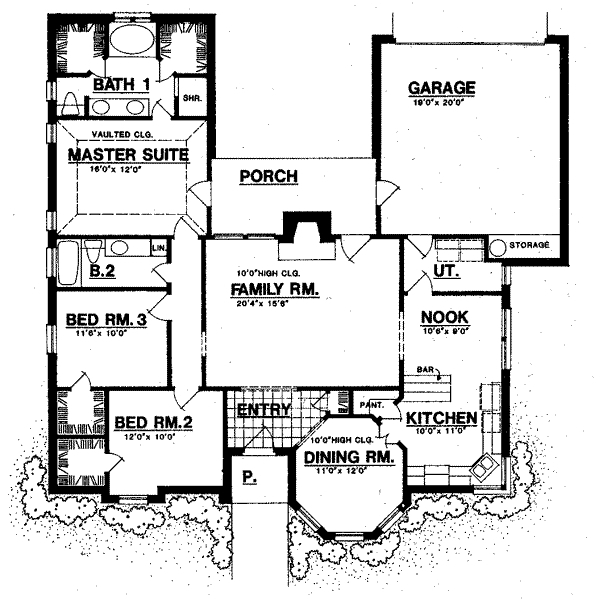 BATH 1
SHR.
GARAGE
19'0"x 20'0"
VAULTED CLG.
MASTER SUITE
16'0"x 12'0"
PORCH
STORAGE
B.2
LIN.
10'0"HIGH CLG.
FAMILY RM.
20'4"x 15'6"
UT.
BED RM. 3
11'6"x 10'0"
NOOK
10'6"x 9'0"
BAR
BED RM.2
12'0"x 10'0"
ENTRY
PANT.
KITCHEN
10'0"x 11'0"
10'0"HIGH CLG.
DINING RM.
11'0"x 12'0"
P.